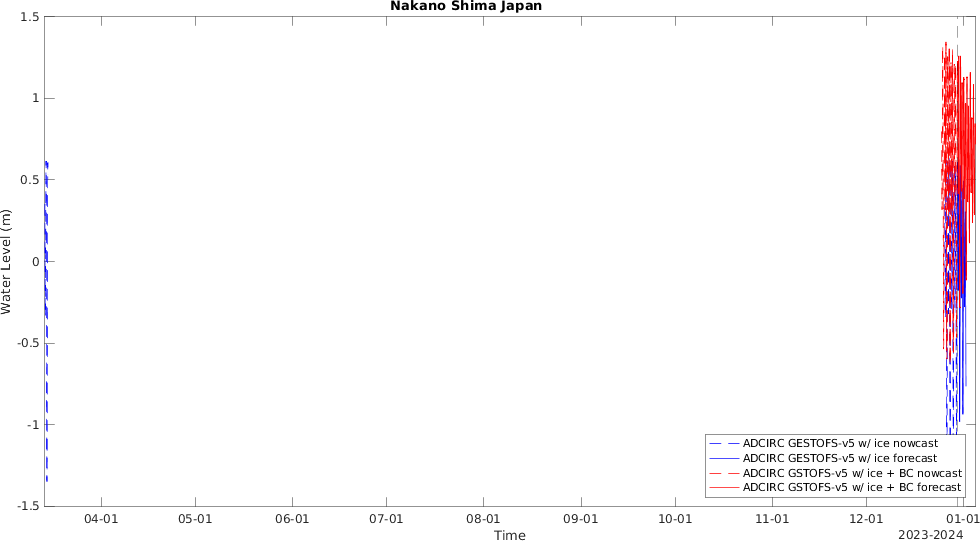 Nakano Shima Japan
1.5
1
0.5
0
-0.5
-1
-1.5
Water Level (m)
04-01 05-01 06-01 07-01 08-01 09-01 10-01 11-01 12-01 01-01
Time
2023-2024
ADCIRC GESTOFS-v5 w/ ice nowcast
ADCIRC GESTOFS-v5 w/ ice forecast
ADCIRC GSTOFS-v5 w/ ice + BC nowcast
ADCIRC GSTOFS-v5 w/ ice + BC forecast